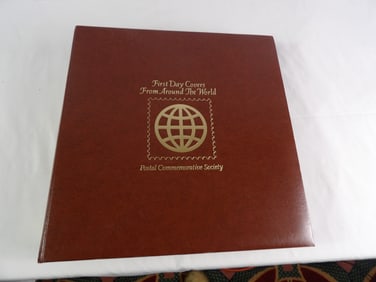 First Day Covers
From Around The World
Postal Commemorative Society